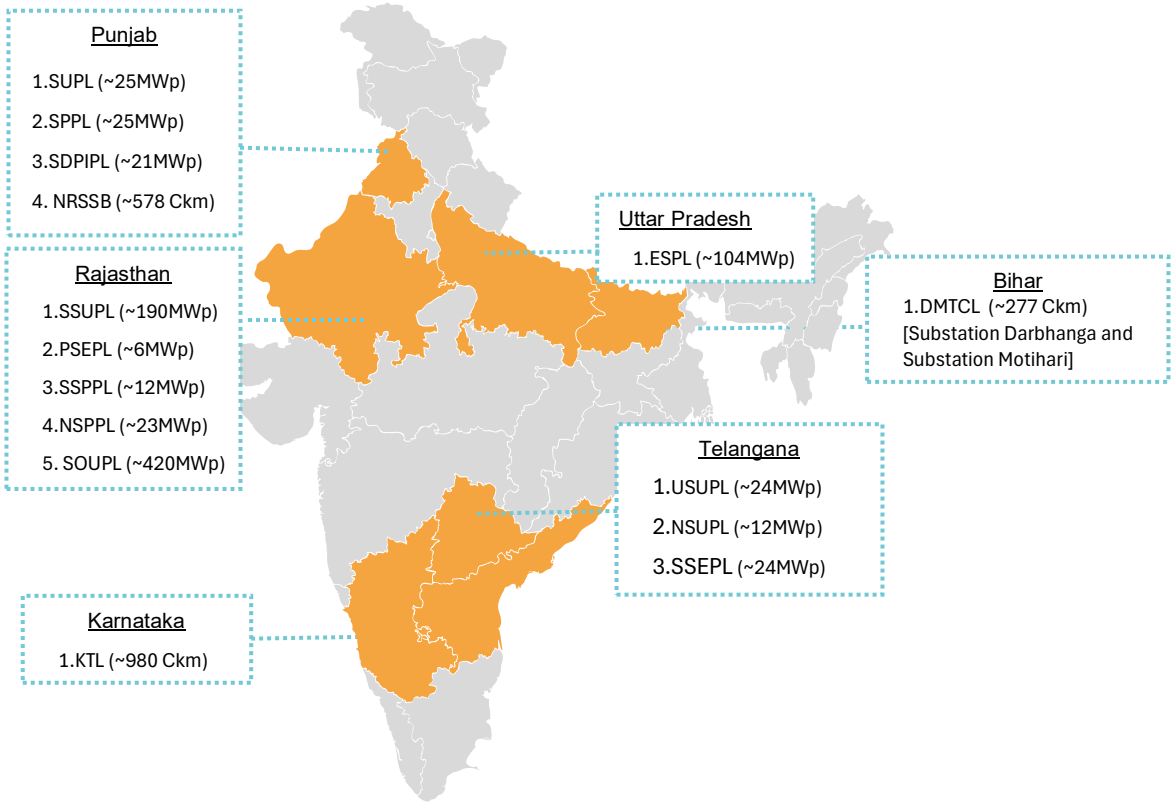 Punjab
1.SUPL (~25MWp)
2.SPPL (~25MWp)
3.SDPIPL (~21MWp)
4. NRSSB (~578 Ckm)
Rajasthan
1.SSUPL (~190MWp)
2.PSEPL (~6MWp)
3.SSPPL (~12MWp)
4.NSPPL (~23MWp)
5. SOUPL (~420MWp)
Karnataka
1.KTL (~980 Ckm)
Uttar Pradesh
1.ESPL (~104MWp)
Bihar
1.DMTCL (~277 Ckm)
[Substation Darbhanga and
Substation Motihari]
Telangana
1.USUPL (~24MWp)
2.NSUPL (~12MWp)
3.SSEPL (~24MWp)